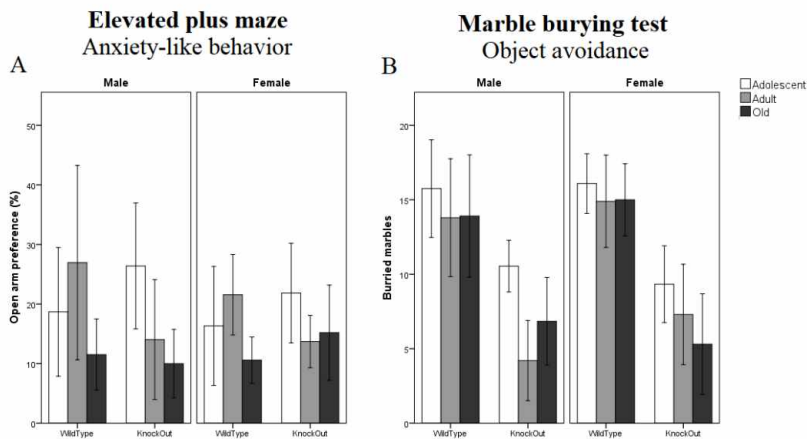 Elevated plus maze
Anxiety-like behavior
A
Male
Female
Open arm preference (%)
50
40
30
20
10
0
WildType
KnockOut
WildType
KnockOut
Marble burying test
Object avoidance
B
Male
Female
Burried marbles
20
15
10
5
0
WildType
KnockOut
WildType
KnockOut
Adolescent
Adult
Old